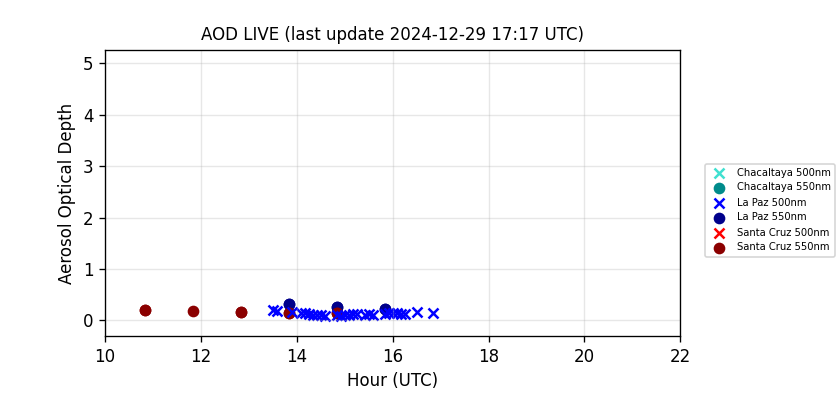 AOD LIVE (last update 2024-12-29 17:17 UTC)
Aerosol Optical Depth
5
4
3
2
1
0
10 12 14 16 18 20 22
Hour (UTC)
Chacaltaya 500nm
Chacaltaya 550nm
La Paz 500nm
La Paz 550nm
Santa Cruz 500nm
Santa Cruz 550nm